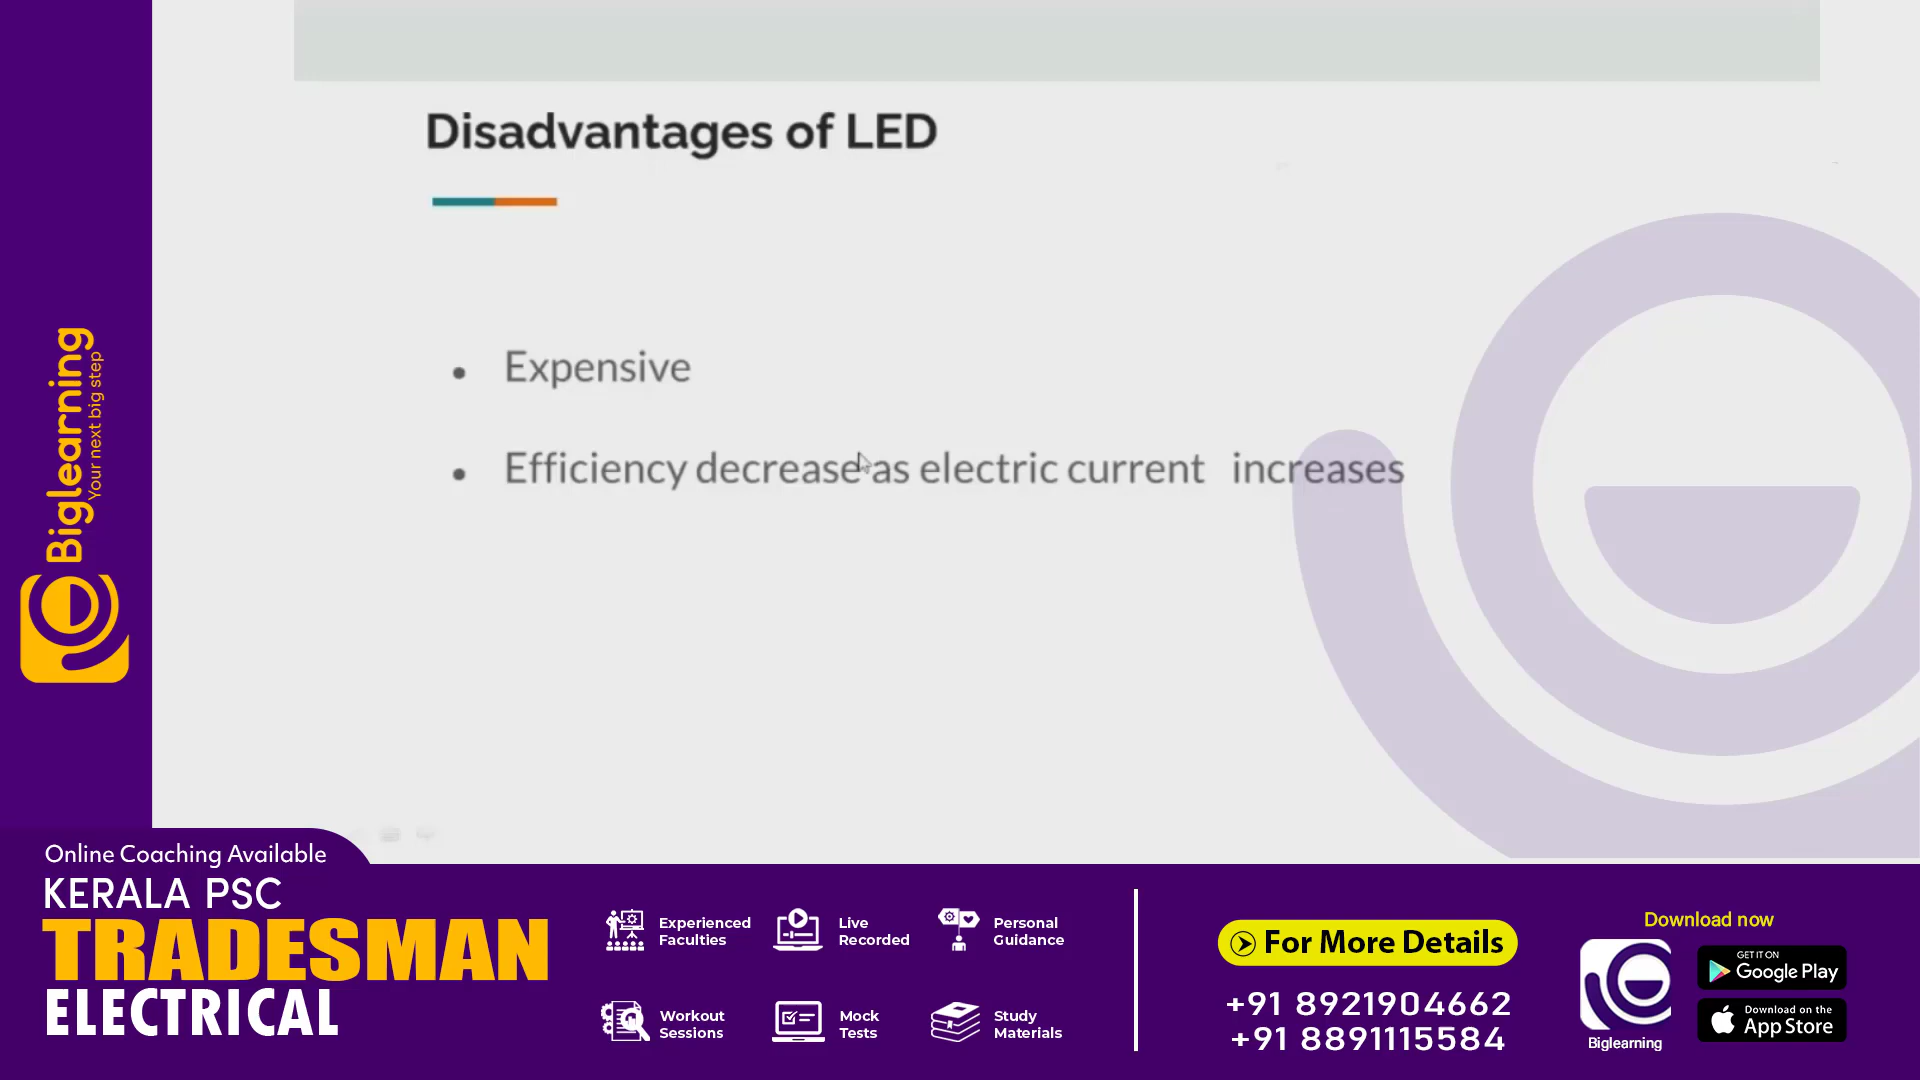 Disadvantages of LED
• Expensive
• Efficiency decrease as electric current increases
Biglearning
Your next big step
Online Coaching Available
KERALA PSC
TRADESMAN
ELECTRICAL
Experienced
Faculties
Live
Recorded
Personal
Guidance
Workout
Sessions
Mock
Tests
Study
Materials
For More Details
+91 8921904662
+91 8891115584
Download now
Biglearning
GET IT ON
Google Play
Download on the
App Store